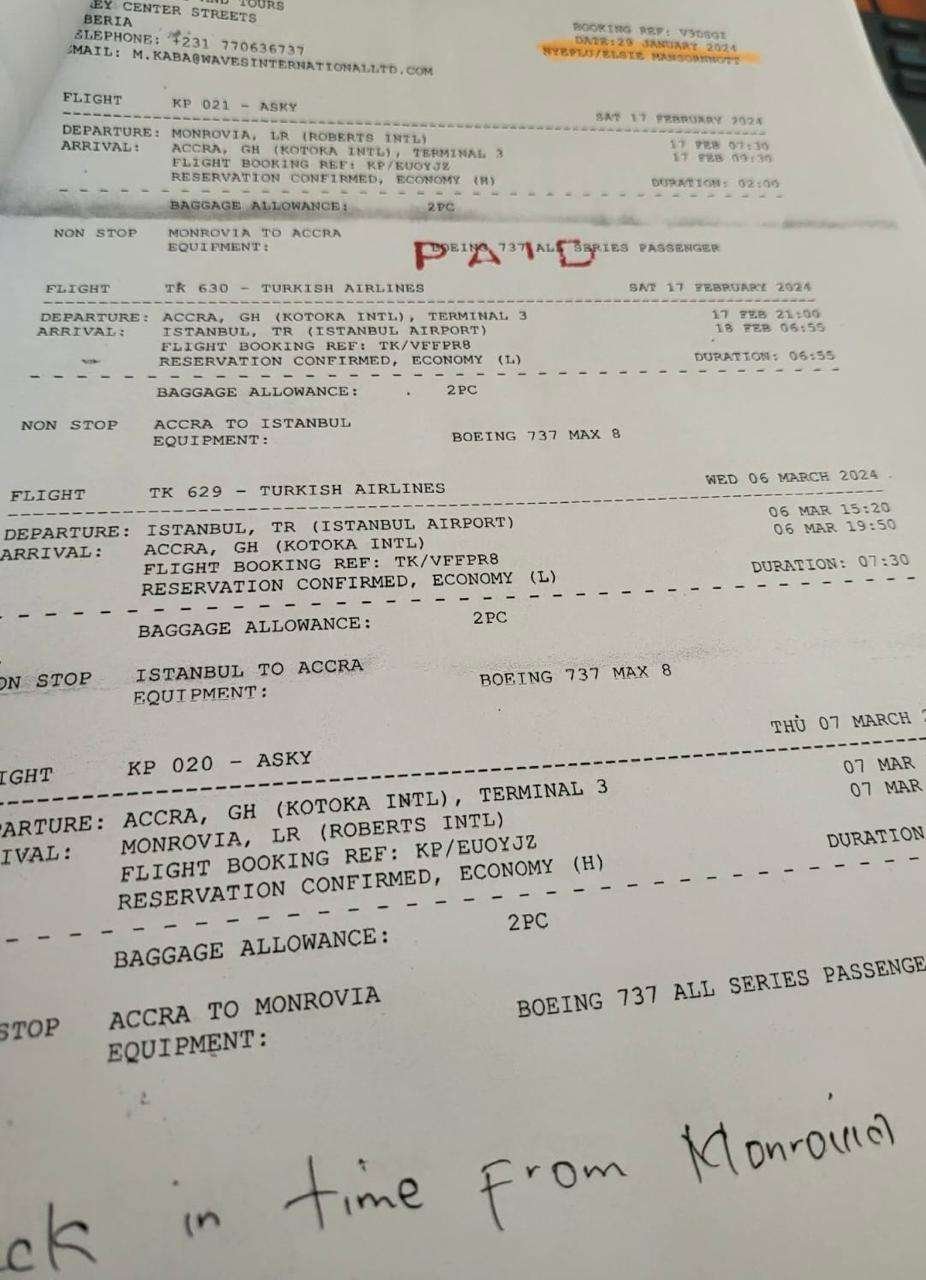 EY CENTER STREETS
BERIA
ELEPHONE: +231 770636737
EMAIL: M.KABA@WAVESINTERNATIONALLTD.COM
BOOKING REF: V3DSGI
DATE:29 JANUARY 2024
NYEPLU/ELSIE
FLIGHT KP 021 - ASKY SAT 17 FEBRUARY 2024
DEPARTURE: MONROVIA, LR (ROBERTS INTL) 17 FEB 07:30
ARRIVAL: ACCRA, GH (KOTOKA INTL), TERMINAL 3 17 FEB 09:30
FLIGHT BOOKING REF: KP/EUOYJZ
RESERVATION CONFIRMED, ECONOMY (H) DURATION: 02:00
BAGGAGE ALLOWANCE: 2PC
NON STOP MONROVIA TO ACCRA
EQUIPMENT: BOEING 737 ALL SERIES PASSENGER
PAID
FLIGHT TK 630 - TURKISH AIRLINES SAT 17 FEBRUARY 2024
DEPARTURE: ACCRA, GH (KOTOKA INTL), TERMINAL 3 17 FEB 21:00
ARRIVAL: ISTANBUL, TR (ISTANBUL AIRPORT) 18 FEB 06:55
FLIGHT BOOKING REF: TK/VFFPR8
RESERVATION CONFIRMED, ECONOMY (L) DURATION: 06:55
BAGGAGE ALLOWANCE: 2PC
NON STOP ACCRA TO ISTANBUL
EQUIPMENT: BOEING 737 MAX 8
FLIGHT TK 629 - TURKISH AIRLINES WED 06 MARCH 2024
DEPARTURE: ISTANBUL, TR (ISTANBUL AIRPORT) 06 MAR 15:20
ARRIVAL: ACCRA, GH (KOTOKA INTL) 06 MAR 19:50
FLIGHT BOOKING REF: TK/VFFPR8
RESERVATION CONFIRMED, ECONOMY (L) DURATION: 07:30
BAGGAGE ALLOWANCE: 2PC
ON STOP ISTANBUL TO ACCRA
EQUIPMENT: BOEING 737 MAX 8
IGHT KP 020 - ASKY THU 07 MARCH
PARTURE: ACCRA, GH (KOTOKA INTL), TERMINAL 3 07 MAR
IVAL: MONROVIA, LR (ROBERTS INTL) 07 MAR
FLIGHT BOOKING REF: KP/EUOYJZ
RESERVATION CONFIRMED, ECONOMY (H) DURATION
BAGGAGE ALLOWANCE: 2PC
STOP ACCRA TO MONROVIA
EQUIPMENT: BOEING 737 ALL SERIES PASSENGE
ck in time From Monrovia